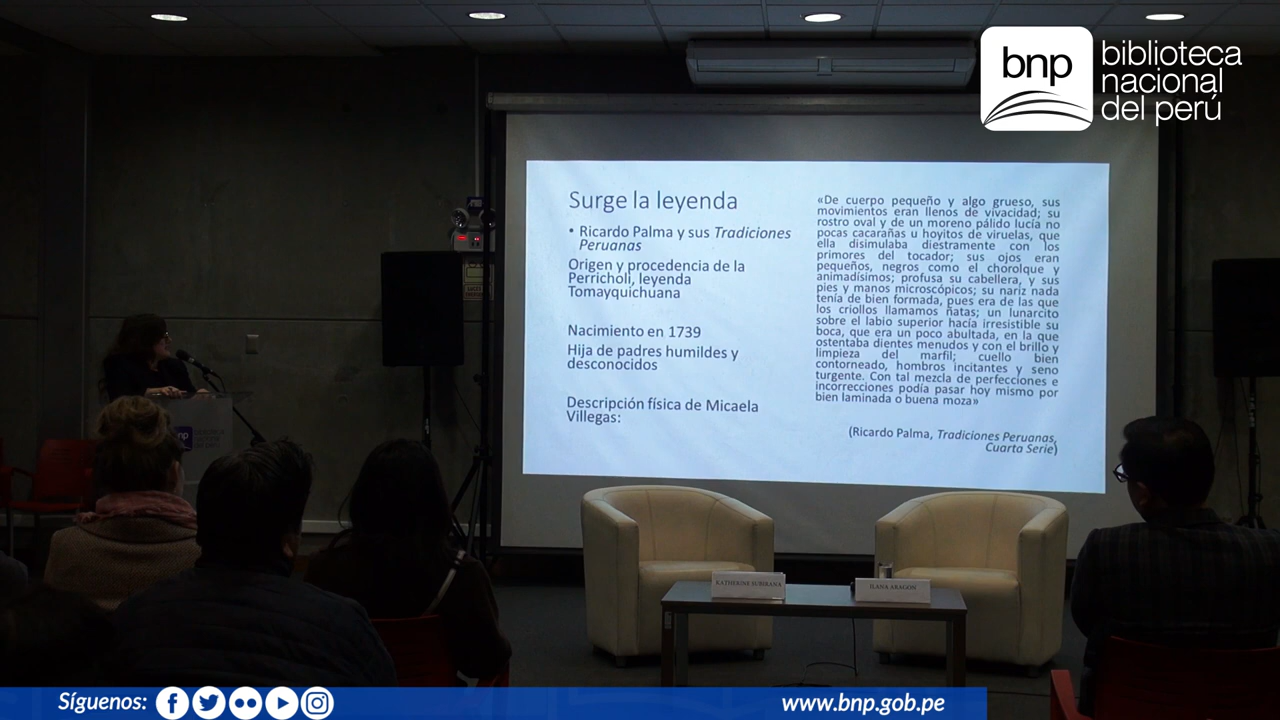 bnp
biblioteca
nacional
del perú
Surge la leyenda
• Ricardo Palma y sus Tradiciones
Peruanas
Origen y procedencia de la
Perricholi, leyenda
Tomayquichuana
Nacimiento en 1739
Hija de padres humildes y
desconocidos
Descripción física de Micaela
Villegas:
«De cuerpo pequeño y algo grueso, sus
movimientos eran llenos de vivacidad; su
rostro oval y de un moreno pálido lucía no
pocas cacarañas u hoyitos de viruelas, que
ella disimulaba diestramente con los
primores del tocador; sus ojos eran
pequeños, negros como el chorolque y
animadísimos; profusa su cabellera, y sus
pies y manos microscópicos; su nariz nada
tenía de bien formada, pues era de las que
los criollos llamamos ñatas; un lunarcito
sobre el labio superior hacía irresistible su
boca, que era un poco abultada, en la que
ostentaba dientes menudos y con el brillo y
limpieza del marfil; cuello bien
contorneado, hombros incitantes y seno
turgente. Con tal mezcla de perfecciones e
incorrecciones podía pasar hoy mismo por
bien laminada o buena moza»
(Ricardo Palma, Tradiciones Peruanas,
Cuarta Serie)
bnp
biblioteca
nacional
del perú
KATHERINE SUBIRANA
ILANA ARAGON
Síguenos:
www.bnp.gob.pe